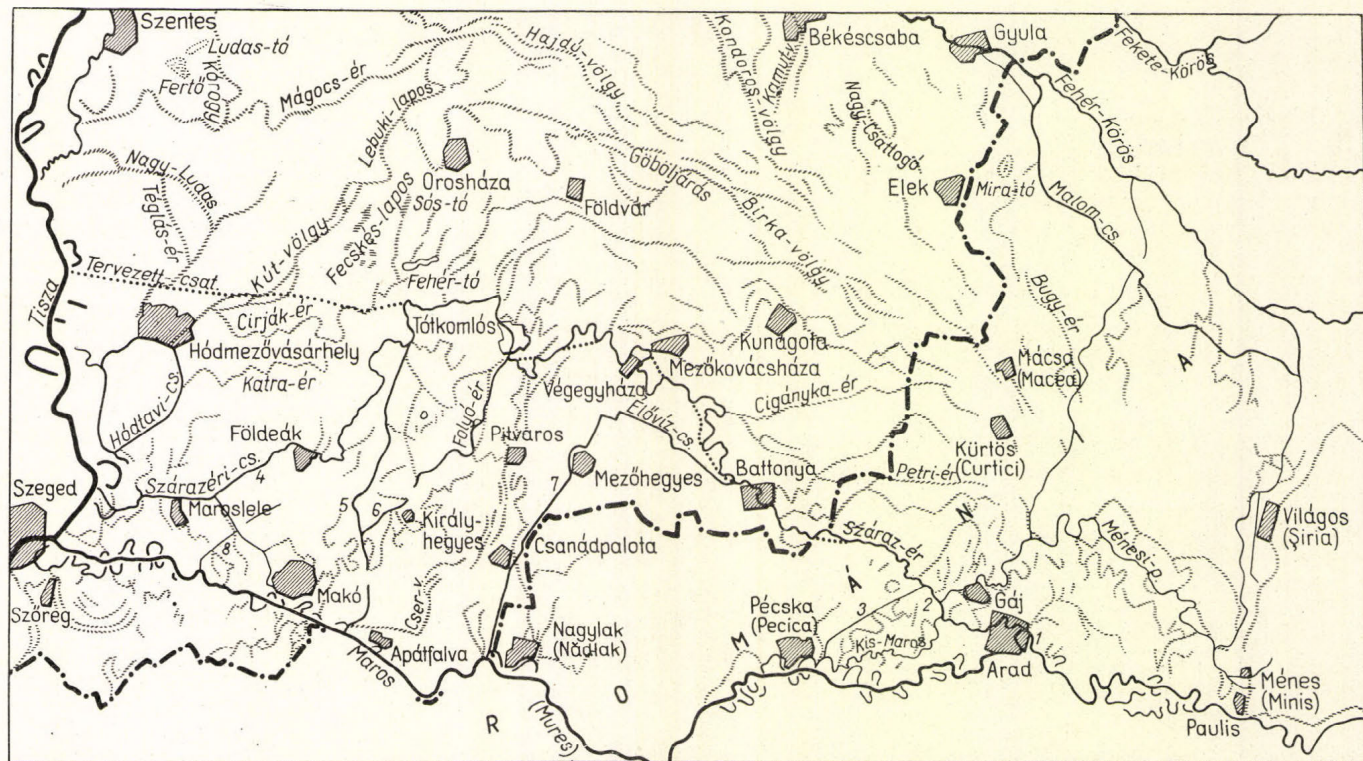 Szentes
Ludas-tó
Fertő
Kórógy
Mágocs-ér
Hajdú-völgy
Kondoros völgy
Kamut-v.
Békéscsaba
Gyula
Fekete-Körös
Fehér-Körös
Lebuki-lapos
Nagy-Ludas
Téglás-ér
Kút-völgy
Fecskés-lapos
Orosháza
Sós-tó
Földvár
Göböljárás
Birka-völgy
Nagy-Csattogó
Elek
Mira-tó
Malom-cs.
Tisza
Tervezett-csat.
Fehér-tó
Cirják-ér
Hódmezővásárhely
Tótkomlós
Katra-ér
Végegyháza
Mezőkovácsháza
Kunágota
Cigányka-ér
Bugy-ér
Mácsa
(Macea)
Kürtös
(Curtici)
A
Hódtavi-cs.
Földeák
Folyó-ér
Pitvaros
Élővíz-cs.
Petri-ér
Szeged
Szárazéri-cs.
4
Maroslele
5
6
Király-
hegyes
7
Mezőhegyes
Battonya
Csanádpalota
Száraz-ér
N
Ménesi-p.
Világos
(Şiria)
8
Makó
Szőreg
Cser-v.
Apátfalva
Nagylak
(Nădlak)
Pécska
(Pecica)
Á
3
2
Kis-Maros
Gáj
1
Arad
Maros
M
R
O
(Mureş)
Ménes
(Minis)
Paulis